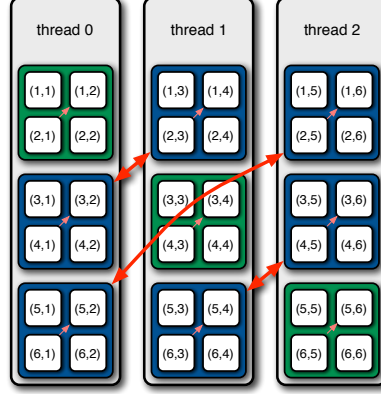 thread 0 thread 1 thread 2
(1,1) (1,2) (1,3) (1,4) (1,5) (1,6)
(2,1) (2,2) (2,3) (2,4) (2,5) (2,6)
(3,1) (3,2) (3,3) (3,4) (3,5) (3,6)
(4,1) (4,2) (4,3) (4,4) (4,5) (4,6)
(5,1) (5,2) (5,3) (5,4) (5,5) (5,6)
(6,1) (6,2) (6,3) (6,4) (6,5) (6,6)